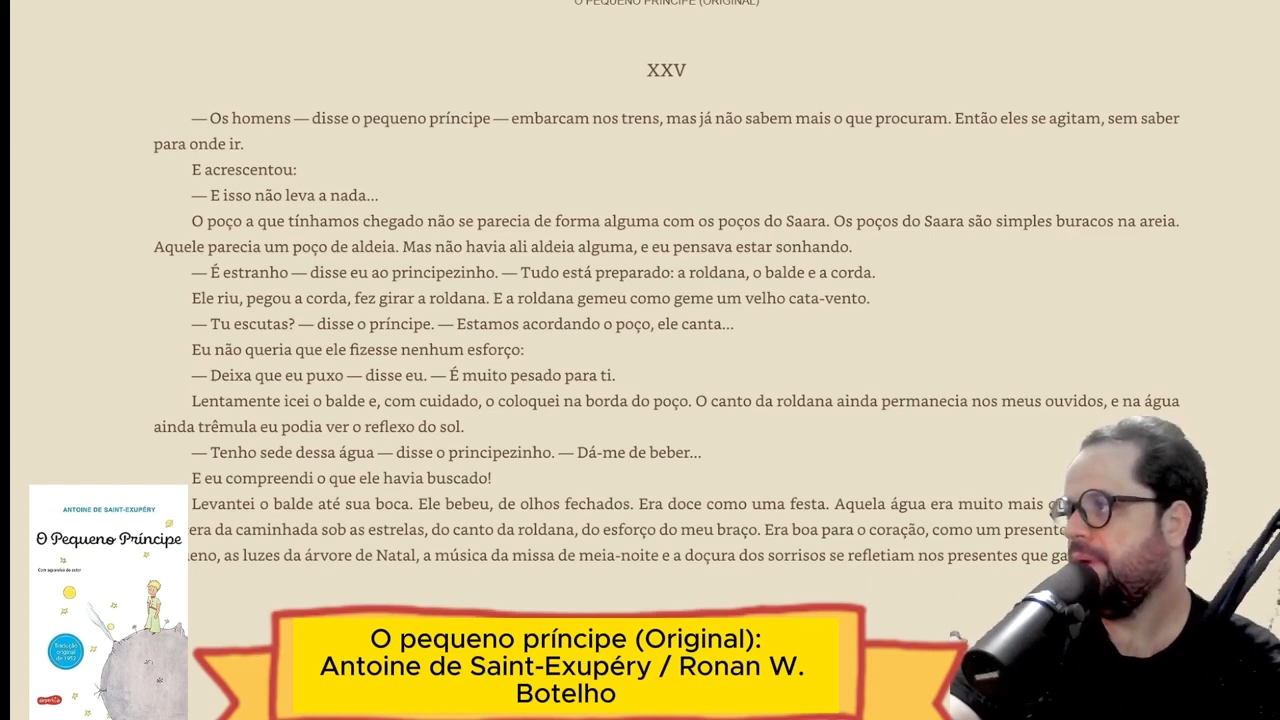 O PEQUENO PRÍNCIPE (ORIGINAL)
XXV
— Os homens — disse o pequeno príncipe — embarcam nos trens, mas já não sabem mais o que procuram. Então eles se agitam, sem saber
para onde ir.
E acrescentou:
— E isso não leva a nada...
O poço a que tínhamos chegado não se parecia de forma alguma com os poços do Saara. Os poços do Saara são simples buracos na areia.
Aquele parecia um poço de aldeia. Mas não havia ali aldeia alguma, e eu pensava estar sonhando.
— É estranho — disse eu ao principezinho. — Tudo está preparado: a roldana, o balde e a corda.
Ele riu, pegou a corda, fez girar a roldana. E a roldana gemeu como geme um velho cata-vento.
— Tu escutas? — disse o príncipe. — Estamos acordando o poço, ele canta...
Eu não queria que ele fizesse nenhum esforço:
— Deixa que eu puxo — disse eu. — É muito pesado para ti.
Lentamente icei o balde e, com cuidado, o coloquei na borda do poço. O canto da roldana ainda permanecia nos meus ouvidos, e na água
ainda trêmula eu podia ver o reflexo do sol.
— Tenho sede dessa água — disse o principezinho. — Dá-me de beber...
E eu compreendi o que ele havia buscado!
Levantei o balde até sua boca. Ele bebeu, de olhos fechados. Era doce como uma festa. Aquela água era muito mais
era da caminhada sob as estrelas, do canto da roldana, do esforço do meu braço. Era boa para o coração, como um
as luzes da árvore de Natal, a música da missa de meia-noite e a doçura dos sorrisos se refletiam nos presentes que
ANTOINE DE SAINT-EXUPÉRY
O Pequeno Príncipe
Com aquarelas do autor
Tradução
original
de 1952
O pequeno príncipe (Original):
Antoine de Saint-Exupéry / Ronan W.
Botelho